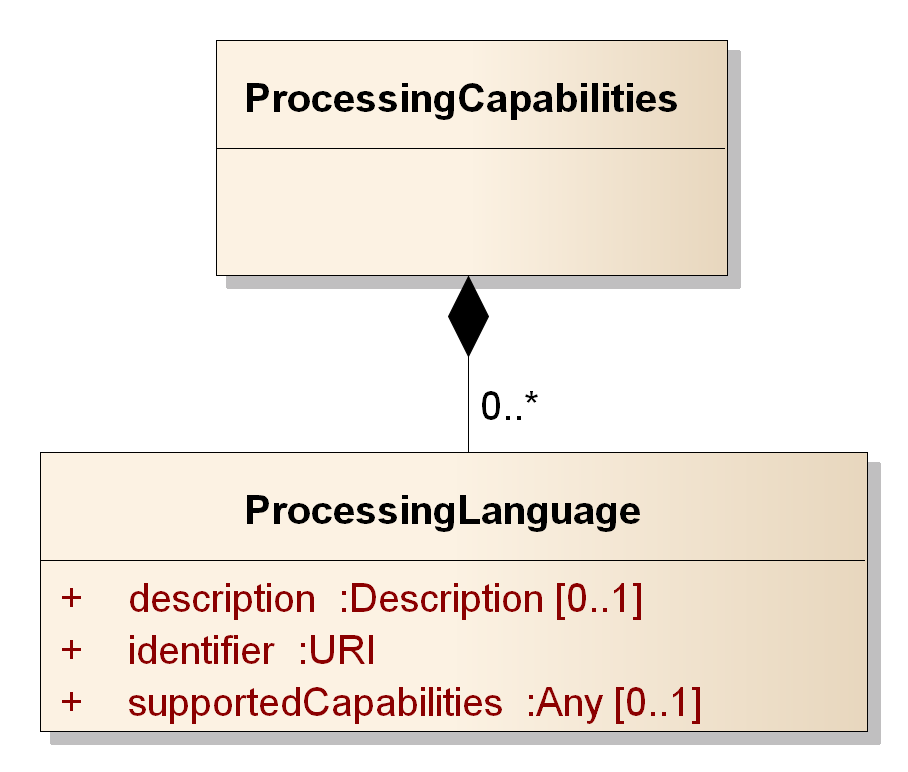 ProcessingCapabilities
0..*
ProcessingLanguage
+ description :Description [0..1]
+ identifier :URI
+ supportedCapabilities :Any [0..1]